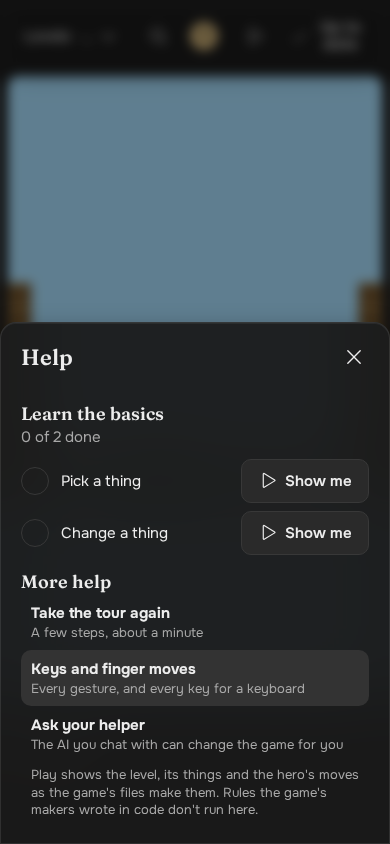 Help
Learn the basics
0 of 2 done
Pick a thing
Show me
Change a thing
Show me
More help
Take the tour again
A few steps, about a minute
Keys and finger moves
Every gesture, and every key for a keyboard
Ask your helper
The AI you chat with can change the game for you
Play shows the level, its things and the hero's moves
as the game's files make them. Rules the game's
makers wrote in code don't run here.